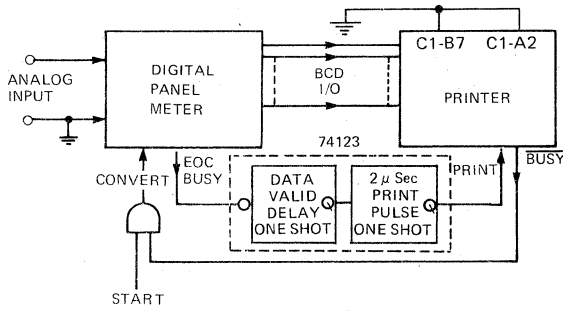 C1-B7 C1-A2
ANALOG
INPUT
DIGITAL
PANEL
METER
BCD
I/O
PRINTER
74123
BUSY
EOC
BUSY
CONVERT
PRINT
DATA
VALID
DELAY
ONE SHOT
2 μ Sec
PRINT
PULSE
ONE SHOT
START